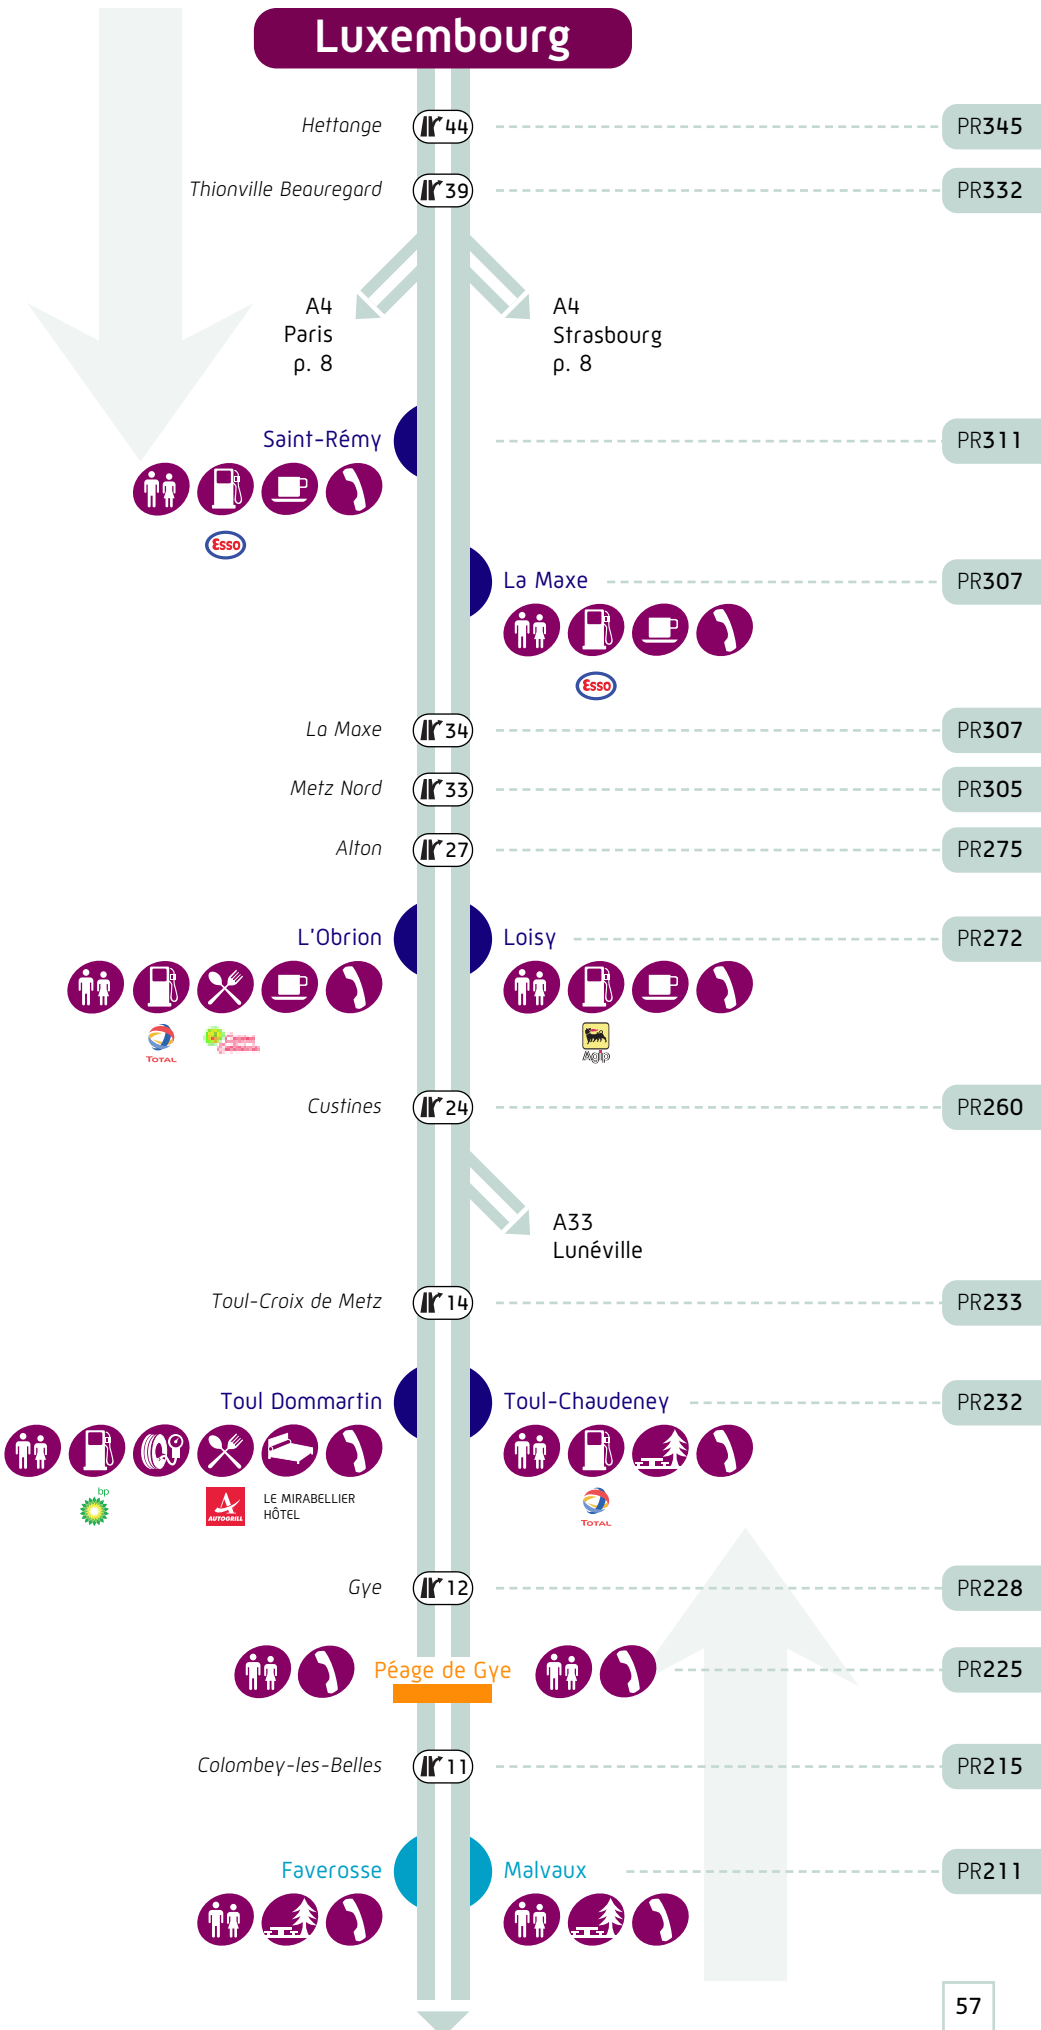 Luxembourg
Hettange 44 PR345
Thionville Beauregard 39 PR332
A4
Paris
p. 8
A4
Strasbourg
p. 8
Saint-Rémy PR311
Esso
La Maxe PR307
Esso
La Maxe 34 PR307
Metz Nord 33 PR305
Alton 27 PR275
L'Obrion Loisy PR272
TOTAL
Agip
Custines 24 PR260
A33
Lunéville
Toul-Croix de Metz 14 PR233
Toul Dommartin Toul-Chaudeney PR232
bp
A
AUTOGRILL
LE MIRABELLIER
HÔTEL
TOTAL
Gye 12 PR228
Péage de Gye PR225
Colombey-les-Belles 11 PR215
Faverosse Malvaux PR211
57